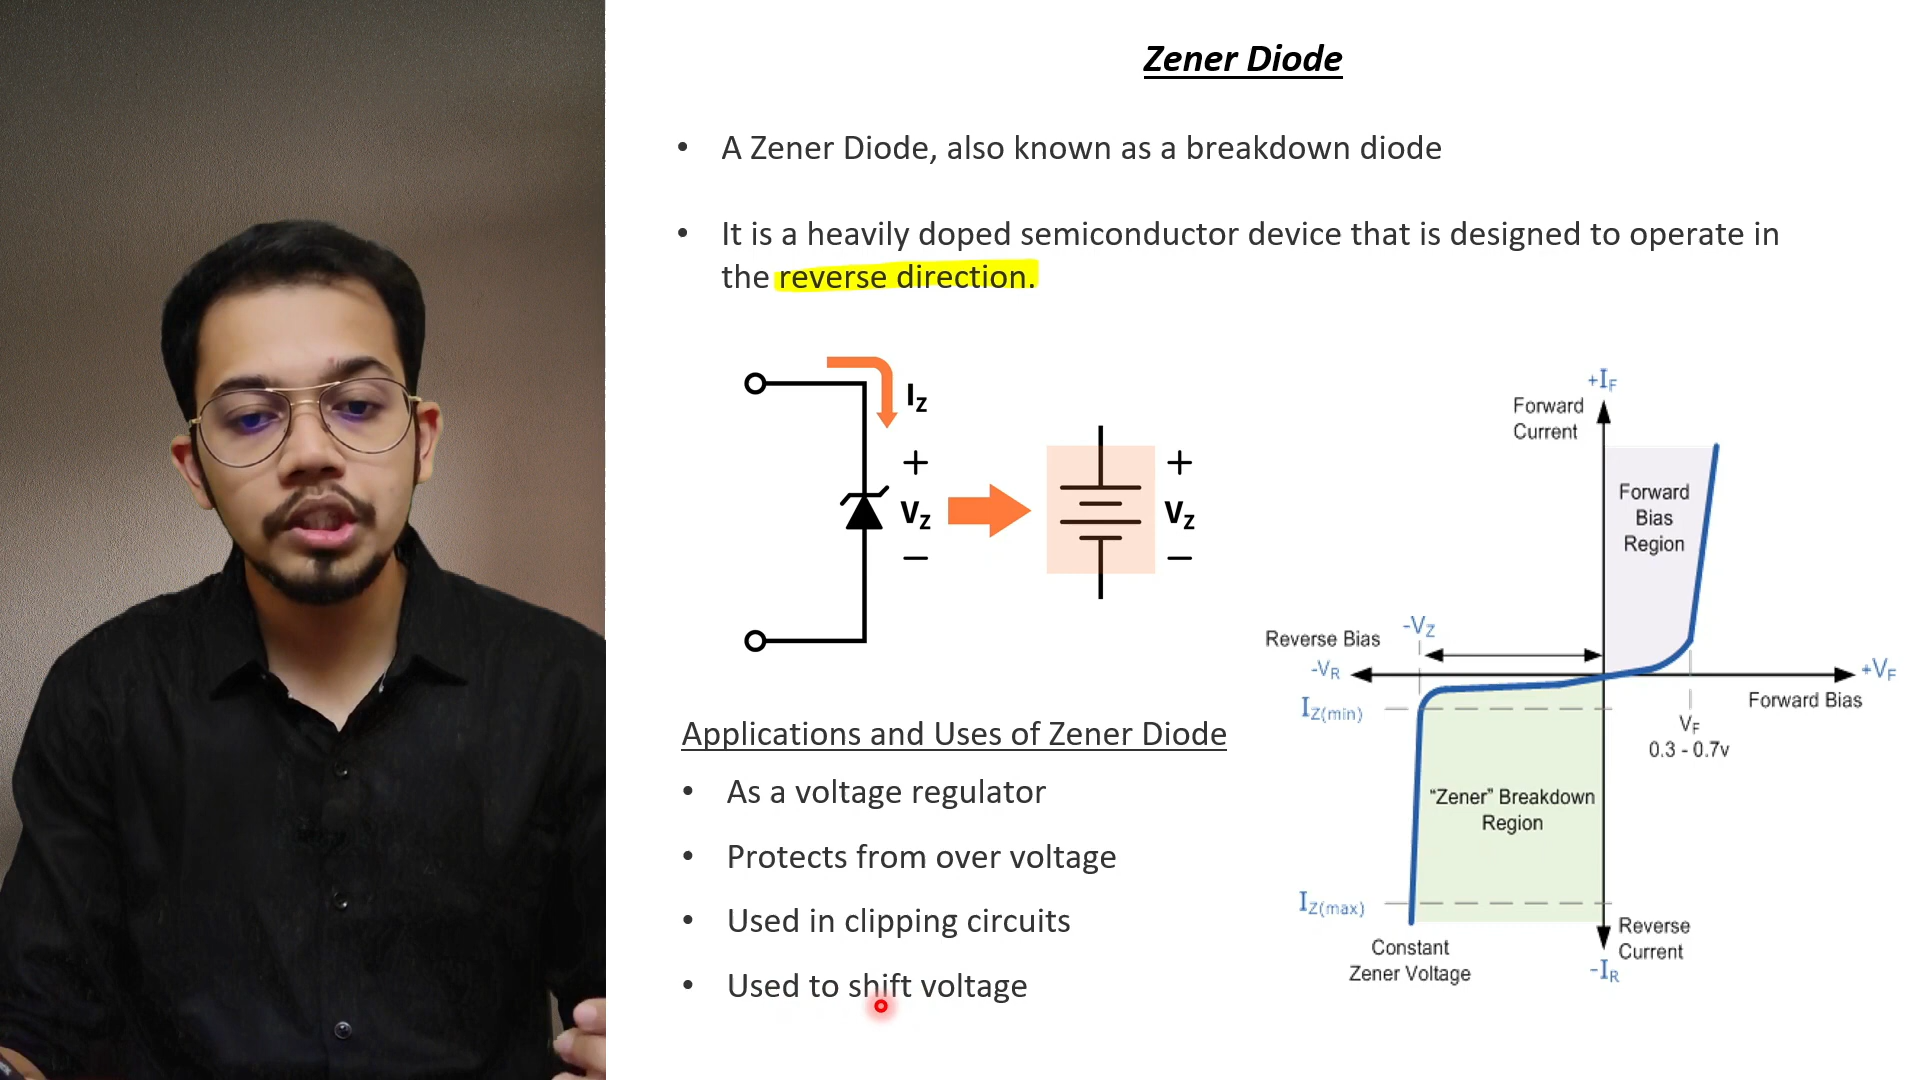 Zener Diode
• A Zener Diode, also known as a breakdown diode
• It is a heavily doped semiconductor device that is designed to operate in
the reverse direction.
IZ
+
VZ
−
+
VZ
−
+IF
Forward
Current
Forward
Bias
Region
-VZ
Reverse Bias
-VR
+VF
Forward Bias
IZ(min)
VF
0.3 - 0.7v
"Zener" Breakdown
Region
IZ(max)
Reverse
Current
-IR
Constant
Zener Voltage
Applications and Uses of Zener Diode
• As a voltage regulator
• Protects from over voltage
• Used in clipping circuits
• Used to shift voltage